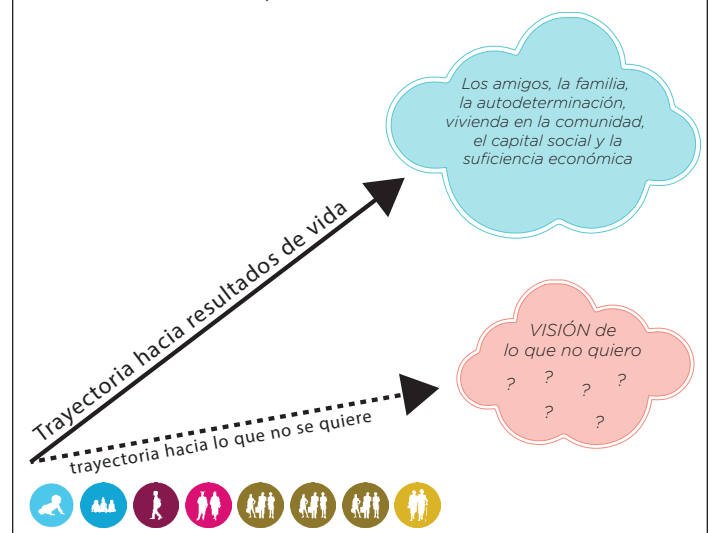 Los amigos, la familia,
la autodeterminación,
vivienda en la comunidad,
el capital social y la
suficiencia económica
Trayectoria hacia resultados de vida
VISIÓN de
lo que no quiero
? ? ? ?
? ?
trayectoria hacia lo que no se quiere